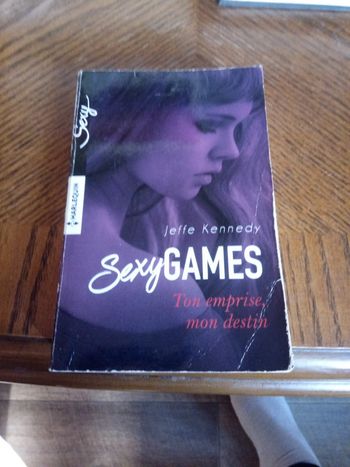 Sexy
HARLEQUIN
Jeffe Kennedy
SexyGAMES
Ton emprise,
mon destin